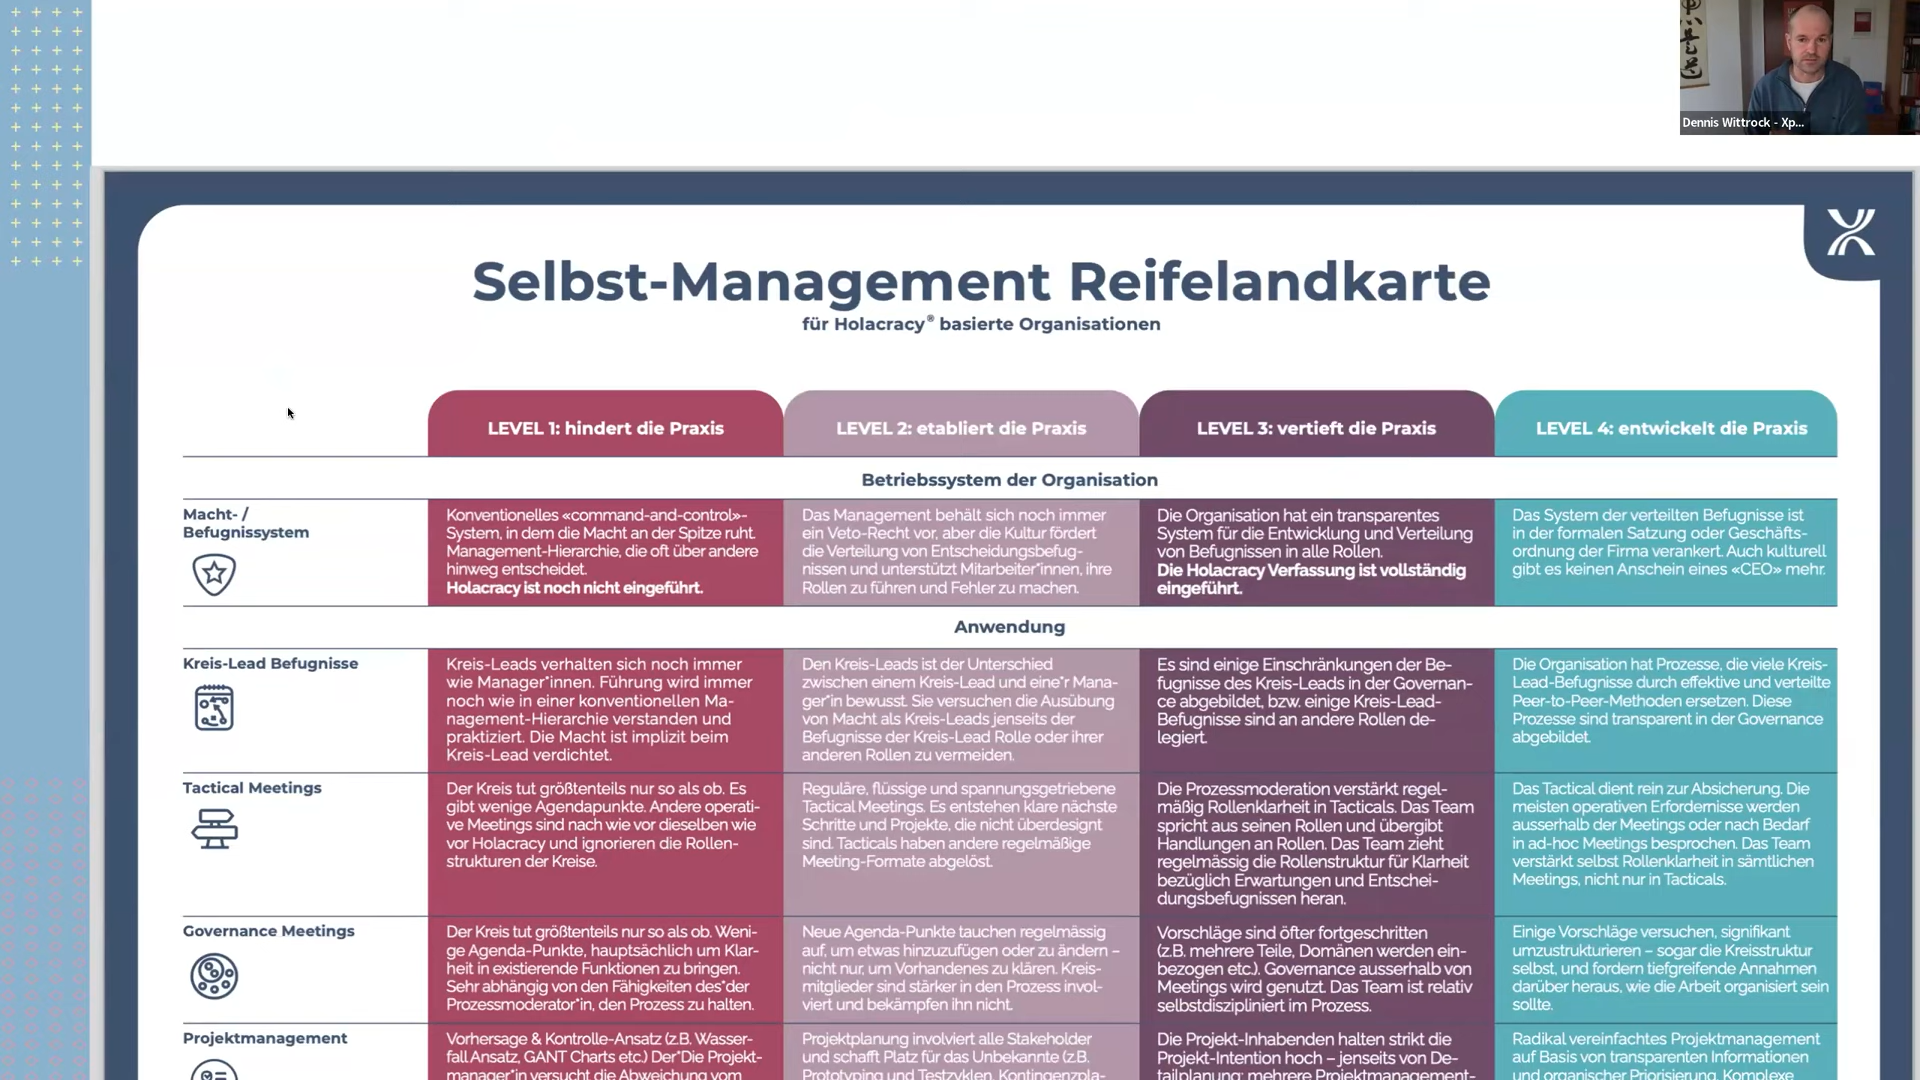 Dennis Wittrock - Xp...
Selbst-Management Reifelandkarte
für Holacracy® basierte Organisationen
LEVEL 1: hindert die Praxis
LEVEL 2: etabliert die Praxis
LEVEL 3: vertieft die Praxis
LEVEL 4: entwickelt die Praxis
Betriebssystem der Organisation
Macht- /
Befugnissystem
Konventionelles «command-and-control»-
System, in dem die Macht an der Spitze ruht.
Management-Hierarchie, die oft über andere
hinweg entscheidet.
Holacracy ist noch nicht eingeführt.
Das Management behält sich noch immer
ein Veto-Recht vor, aber die Kultur fördert
die Verteilung von Entscheidungsbefug-
nissen und unterstützt Mitarbeiter*innen, ihre
Rollen zu führen und Fehler zu machen.
Die Organisation hat ein transparentes
System für die Entwicklung und Verteilung
von Befugnissen in alle Rollen.
Die Holacracy Verfassung ist vollständig
eingeführt.
Das System der verteilten Befugnisse ist
in der formalen Satzung oder Geschäfts-
ordnung der Firma verankert. Auch kulturell
gibt es keinen Anschein eines «CEO» mehr.
Anwendung
Kreis-Lead Befugnisse
Kreis-Leads verhalten sich noch immer
wie Manager*innen. Führung wird immer
noch wie in einer konventionellen Ma-
nagement-Hierarchie verstanden und
praktiziert. Die Macht ist implizit beim
Kreis-Lead verdichtet.
Den Kreis-Leads ist der Unterschied
zwischen einem Kreis-Lead und eine*r Mana-
ger*in bewusst. Sie versuchen die Ausübung
von Macht als Kreis-Leads jenseits der
Befugnisse der Kreis-Lead Rolle oder ihrer
anderen Rollen zu vermeiden.
Es sind einige Einschränkungen der Be-
fugnisse des Kreis-Leads in der Governan-
ce abgebildet, bzw. einige Kreis-Lead-
Befugnisse sind an andere Rollen de-
legiert.
Die Organisation hat Prozesse, die viele Kreis-
Lead-Befugnisse durch effektive und verteilte
Peer-to-Peer-Methoden ersetzen. Diese
Prozesse sind transparent in der Governance
abgebildet.
Tactical Meetings
Der Kreis tut größtenteils nur so als ob. Es
gibt wenige Agendapunkte. Andere operati-
ve Meetings sind nach wie vor dieselben wie
vor Holacracy und ignorieren die Rollen-
strukturen der Kreise.
Reguläre, flüssige und spannungsgetriebene
Tactical Meetings. Es entstehen klare nächste
Schritte und Projekte, die nicht überdesignt
sind. Tacticals haben andere regelmäßige
Meeting-Formate abgelöst.
Die Prozessmoderation verstärkt regel-
mäßig Rollenklarheit in Tacticals. Das Team
spricht aus seinen Rollen und übergibt
Handlungen an Rollen. Das Team zieht
regelmässig die Rollenstruktur für Klarheit
bezüglich Erwartungen und Entschei-
dungsbefugnissen heran.
Das Tactical dient rein zur Absicherung. Die
meisten operativen Erfordernisse werden
ausserhalb der Meetings oder nach Bedarf
in ad-hoc Meetings besprochen. Das Team
verstärkt selbst Rollenklarheit in sämtlichen
Meetings, nicht nur in Tacticals.
Governance Meetings
Der Kreis tut größtenteils nur so als ob. Weni-
ge Agenda-Punkte, hauptsächlich um Klar-
heit in existierende Funktionen zu bringen.
Sehr abhängig von den Fähigkeiten des*der
Prozessmoderator*in, den Prozess zu halten.
Neue Agenda-Punkte tauchen regelmässig
auf, um etwas hinzuzufügen oder zu ändern –
nicht nur, um Vorhandenes zu klären. Kreis-
mitglieder sind stärker in den Prozess invol-
viert und bekämpfen ihn nicht.
Vorschläge sind öfter fortgeschritten
(z.B. mehrere Teile, Domänen werden ein-
bezogen etc.). Governance ausserhalb von
Meetings wird genutzt. Das Team ist relativ
selbstdiszipliniert im Prozess.
Einige Vorschläge versuchen, signifikant
umzustrukturieren – sogar die Kreisstruktur
selbst, und fordern tiefgreifende Annahmen
darüber heraus, wie die Arbeit organisiert sein
sollte.
Projektmanagement
Vorhersage & Kontrolle-Ansatz (z.B. Wasser-
fall Ansatz, GANT Charts etc.) Der*Die Projekt-
manager*in versucht die Abweichung vom
Projektplanung involviert alle Stakeholder
und schafft Platz für das Unbekannte (z.B.
Prototyping und Testzyklen, Kontingenzpla-
Die Projekt-Inhabenden halten strikt die
Projekt-Intention hoch – jenseits von De-
tailplanung; mehrere Projektmanagement-
Radikal vereinfachtes Projektmanagement
auf Basis von transparenten Informationen
und organischer Priorisierung. Komplexe